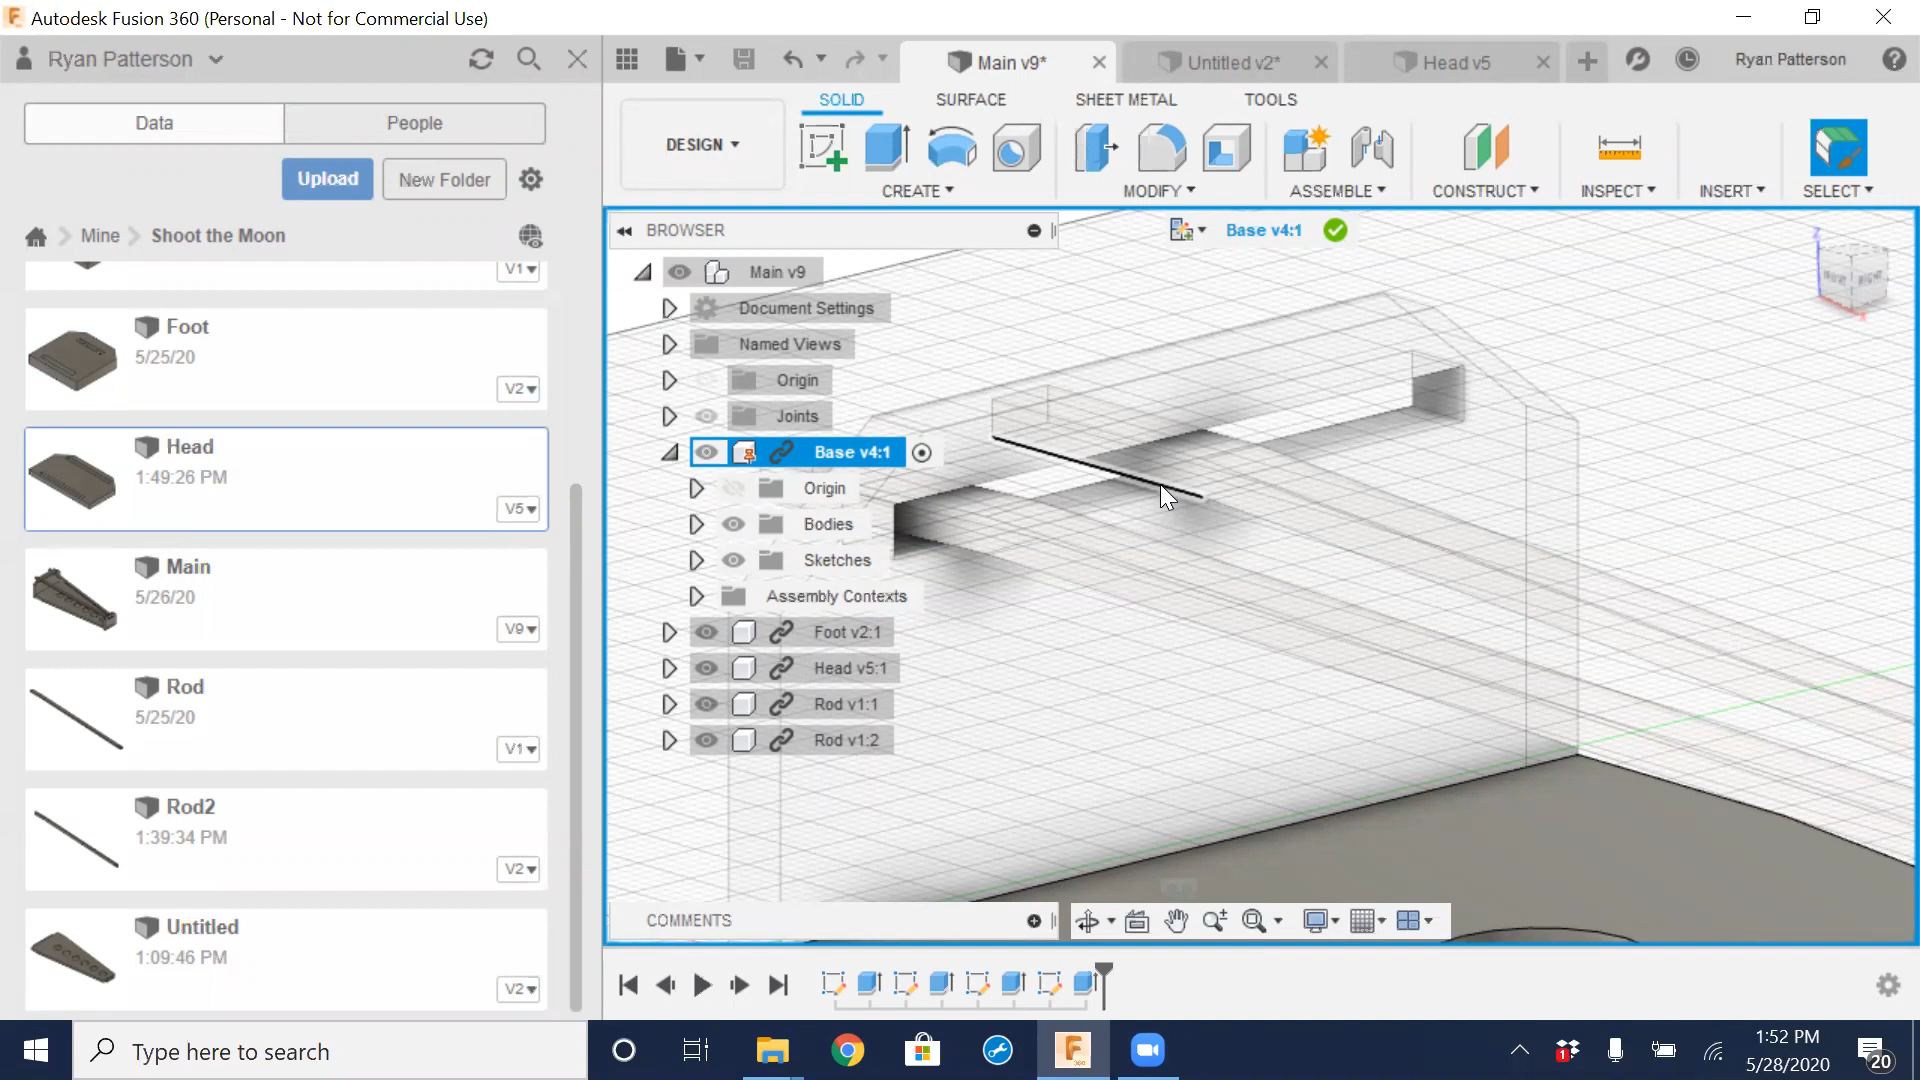 Autodesk Fusion 360 (Personal - Not for Commercial Use)
Ryan Patterson
Main v9*
Untitled v2*
Head v5
Ryan Patterson
Data
People
Upload
New Folder
Mine
Shoot the Moon
V1
Foot
5/25/20
V2
Head
1:49:26 PM
V5
Main
5/26/20
V9
Rod
5/25/20
V1
Rod2
1:39:34 PM
V2
Untitled
1:09:46 PM
V2
DESIGN
SOLID
SURFACE
SHEET METAL
TOOLS
CREATE
MODIFY
ASSEMBLE
CONSTRUCT
INSPECT
INSERT
SELECT
BROWSER
Base v4:1
Main v9
Document Settings
Named Views
Origin
Joints
Base v4:1
Origin
Bodies
Sketches
Assembly Contexts
Foot v2:1
Head v5:1
Rod v1:1
Rod v1:2
Z
RIGHT
X
COMMENTS
Type here to search
1
1:52 PM
5/28/2020
20